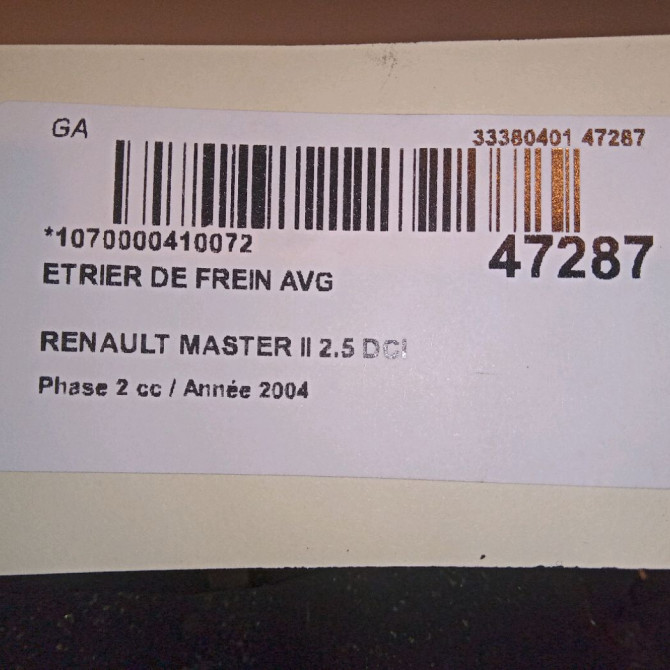 GA
33380401 47287
*1070000410072
47287
ETRIER DE FREIN AVG
RENAULT MASTER II 2.5 DCI
Phase 2 cc / Année 2004